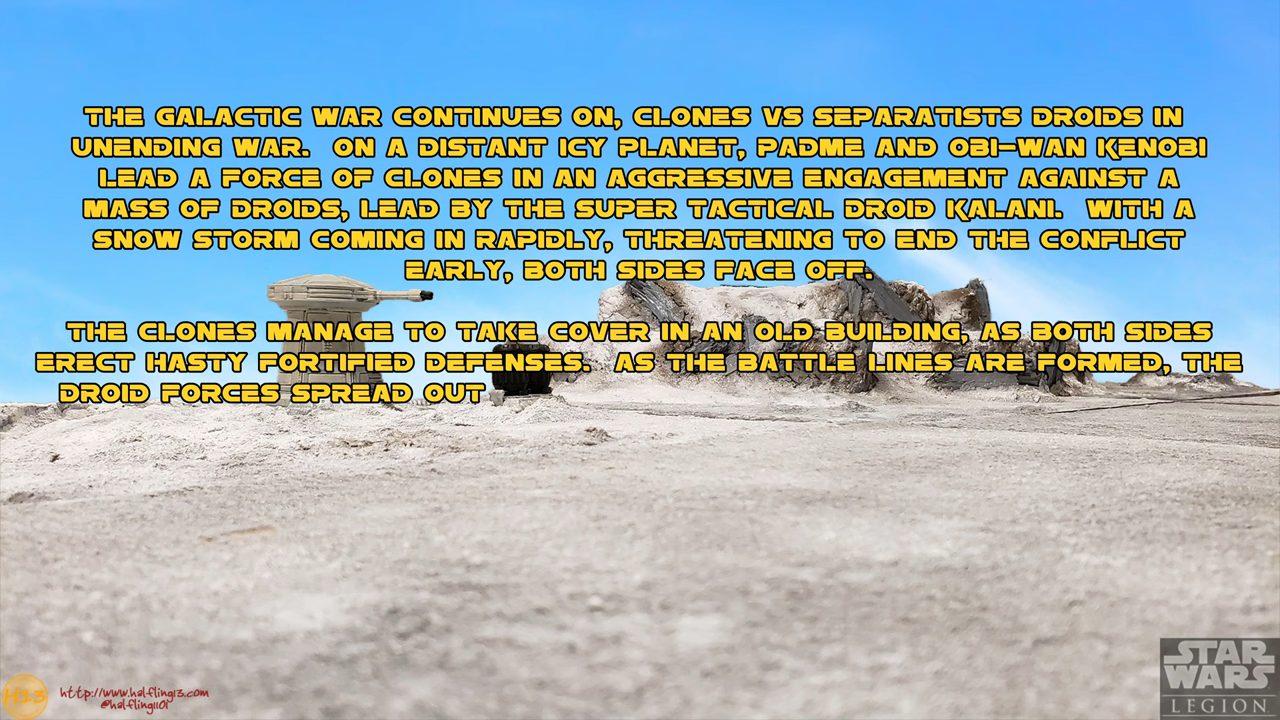 THE GALACTIC WAR CONTINUES ON, CLONES VS SEPARATISTS DROIDS IN
UNENDING WAR.  ON A DISTANT ICY PLANET, PADME AND OBI-WAN KENOBI
LEAD A FORCE OF CLONES IN AN AGGRESSIVE ENGAGEMENT AGAINST A
MASS OF DROIDS, LEAD BY THE SUPER TACTICAL DROID KALANI.  WITH A
SNOW STORM COMING IN RAPIDLY, THREATENING TO END THE CONFLICT
EARLY, BOTH SIDES FACE OFF.
THE CLONES MANAGE TO TAKE COVER IN AN OLD BUILDING, AS BOTH SIDES
ERECT HASTY FORTIFIED DEFENSES.  AS THE BATTLE LINES ARE FORMED, THE
DROID FORCES SPREAD OUT
H13
http://www.halfling13.com
@halfling1101
STAR
WARS
LEGION